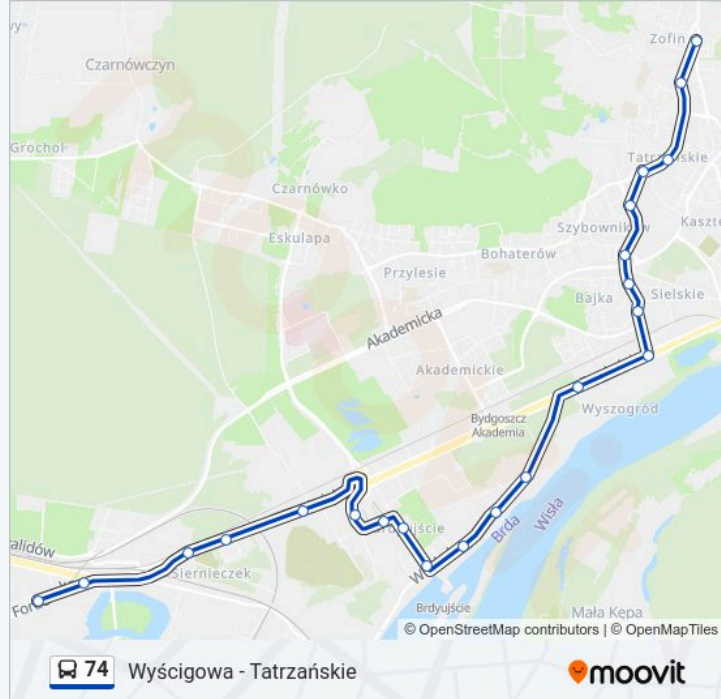 Zofin
Czarnówczyn
Grochol
Tatrzańskie
Czarnówko
Szybowników
Eskulapa
Bohaterów
Przylesie
Bajka
Sielskie
Akademicka
Akademickie
Wyszogród
Bydgoszcz
Akademia
Brda
Wisła
Siernieczek
Brdyujście
Mała Kępa
© OpenStreetMap contributors | © OpenMapTiles
74 Wyścigowa - Tatrzańskie
moovit